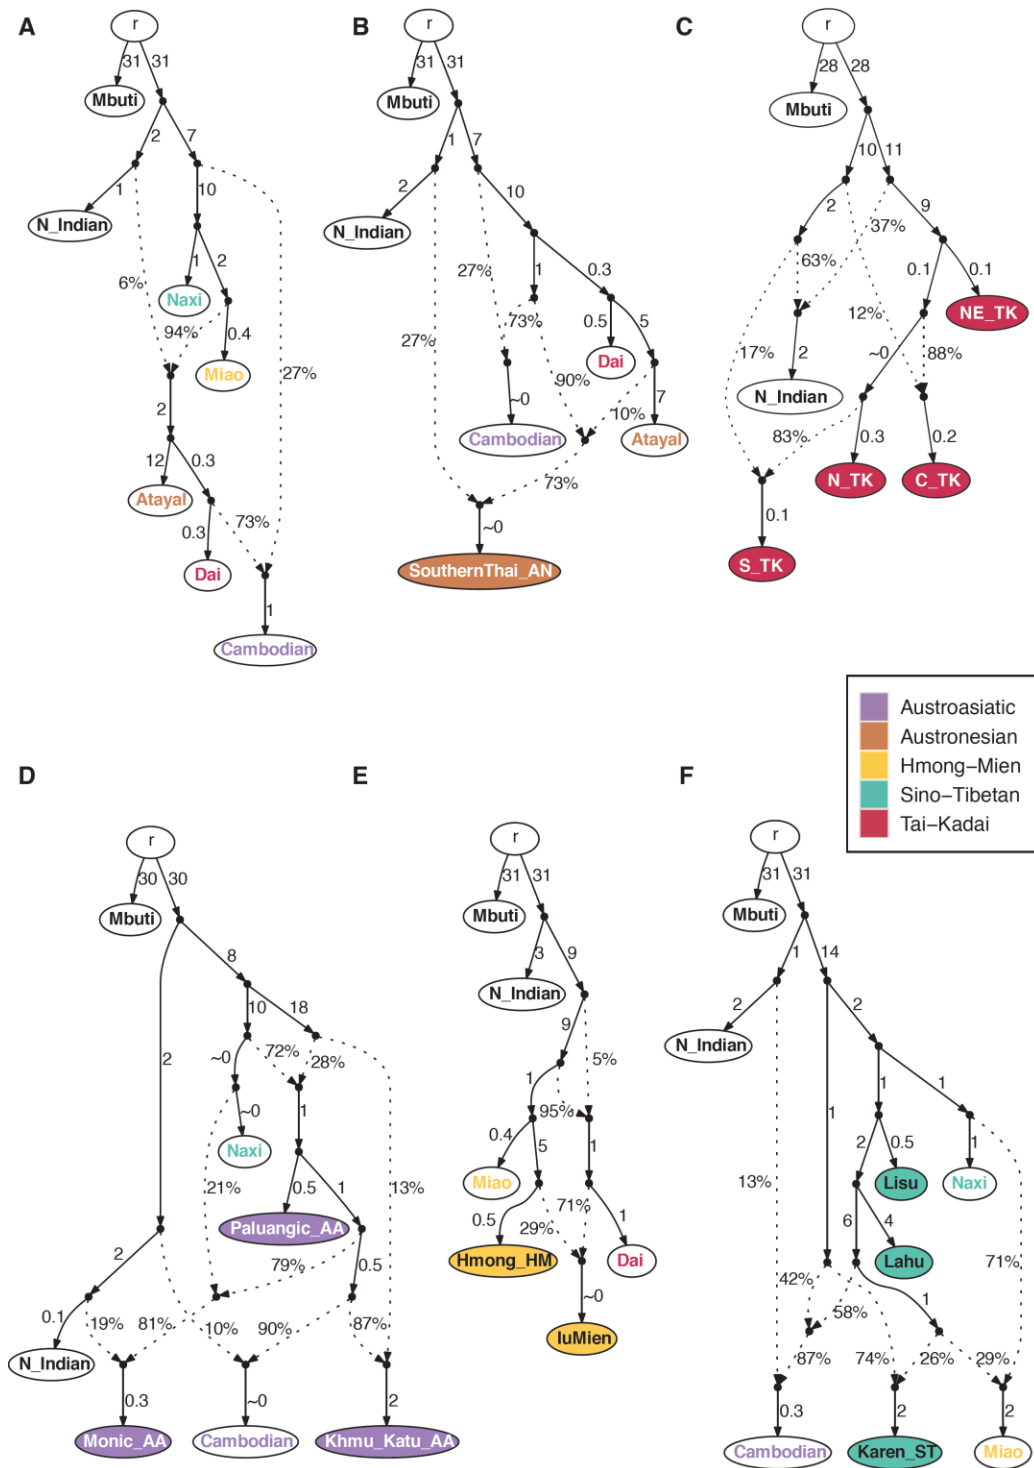 A
r
31 31
Mbuti
2 7
1 10
N_Indian
1 2
6%
Naxi
94% 0.4
Miao
27%
2
12 0.3
Atayal
73%
0.3
Dai
1
Cambodian
B
r
31 31
Mbuti
1 7
2 10
N_Indian
27% 1 0.3
73% 0.5 5
27%
Dai
90%
~0 10% 7
Cambodian
Atayal
73%
~0
SouthernThai_AN
C
r
28 28
Mbuti
10 11
2 9
37%
63%
0.1 0.1
NE_TK
12%
17% 2 ~0 88%
N_Indian
83%
0.3 0.2
N_TK C_TK
0.1
S_TK
Austroasiatic
Austronesian
Hmong−Mien
Sino−Tibetan
Tai−Kadai
D
r
30 30
Mbuti
8
10 18
2 ~0 72% 28%
~0 1
Naxi
21% 0.5 1 13%
Paluangic_AA
2 79% 0.5
0.1 19% 81% 10% 90% 87%
N_Indian
0.3 ~0 2
Monic_AA Cambodian Khmu_Katu_AA
E
r
31 31
Mbuti
3 9
N_Indian
9
5%
1
95%
0.4 5 1
Miao
71%
0.5 29% 1
Hmong_HM Dai
~0
IuMien
F
r
31 31
Mbuti
1 14
2 2
N_Indian
1 1
1 2 0.5 1
Lisu Naxi
13%
6 4
Lahu
71%
42%
58% 1
87% 74% 26% 29%
0.3 2 2
Cambodian Karen_ST Miao